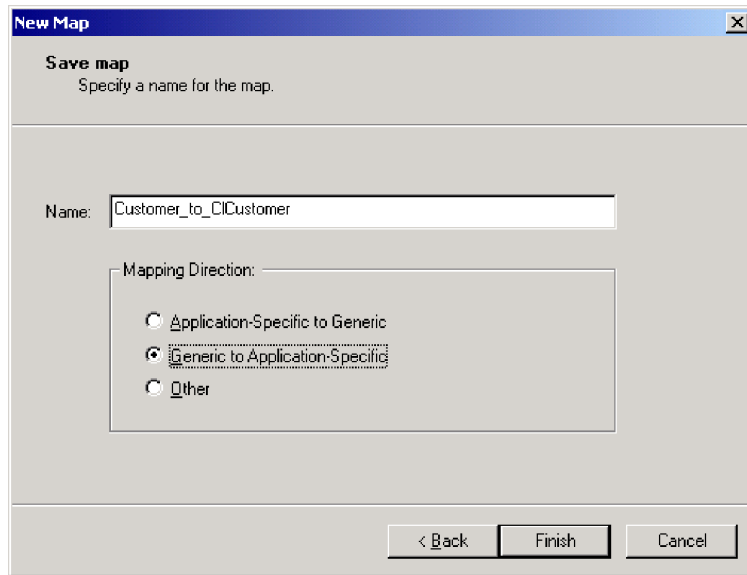 New Map
Save map
Specify a name for the map.
Name:
Customer_to_ClCustomer
Mapping Direction:
Application-Specific to Generic
Generic to Application-Specific
Other
< Back
Finish
Cancel